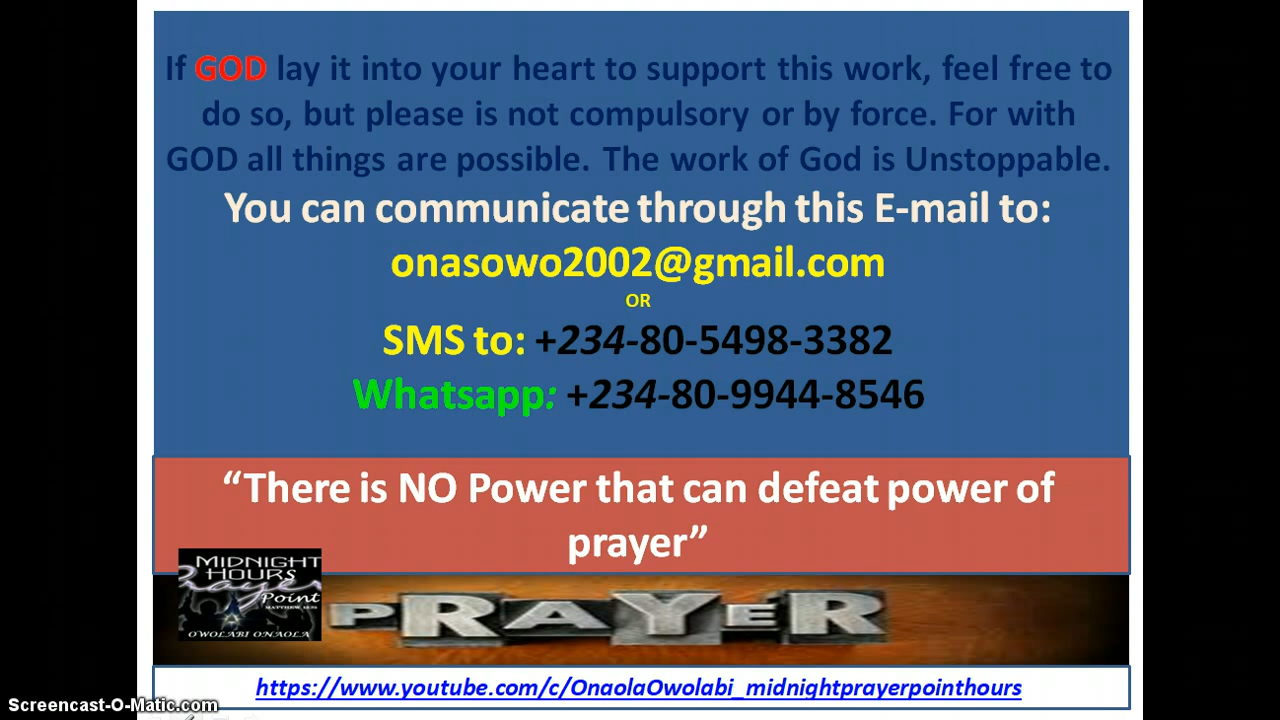 If GOD lay it into your heart to support this work, feel free to
do so, but please is not compulsory or by force. For with
GOD all things are possible. The work of God is Unstoppable.
You can communicate through this E-mail to:
onasowo2002@gmail.com
OR
SMS to: +234-80-5498-3382
Whatsapp: +234-80-9944-8546
“There is NO Power that can defeat power of
prayer”
MIDNIGHT
HOURS
Prayer
Point
OWOLABI ONAOLA
PRAYER
https://www.youtube.com/c/OnaolaOwolabi_midnightprayerpointhours
Screencast-O-Matic.com